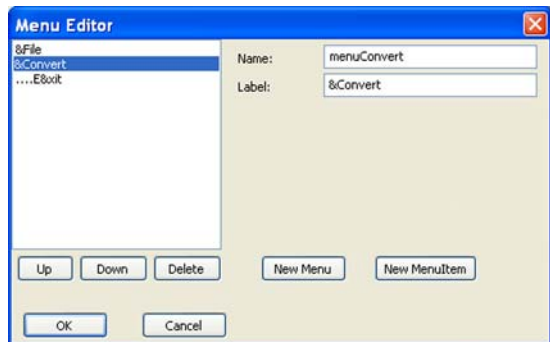 Menu Editor
&File
&Convert
....E&xit
Name:
menuConvert
Label:
&Convert
Up
Down
Delete
New Menu
New MenuItem
OK
Cancel